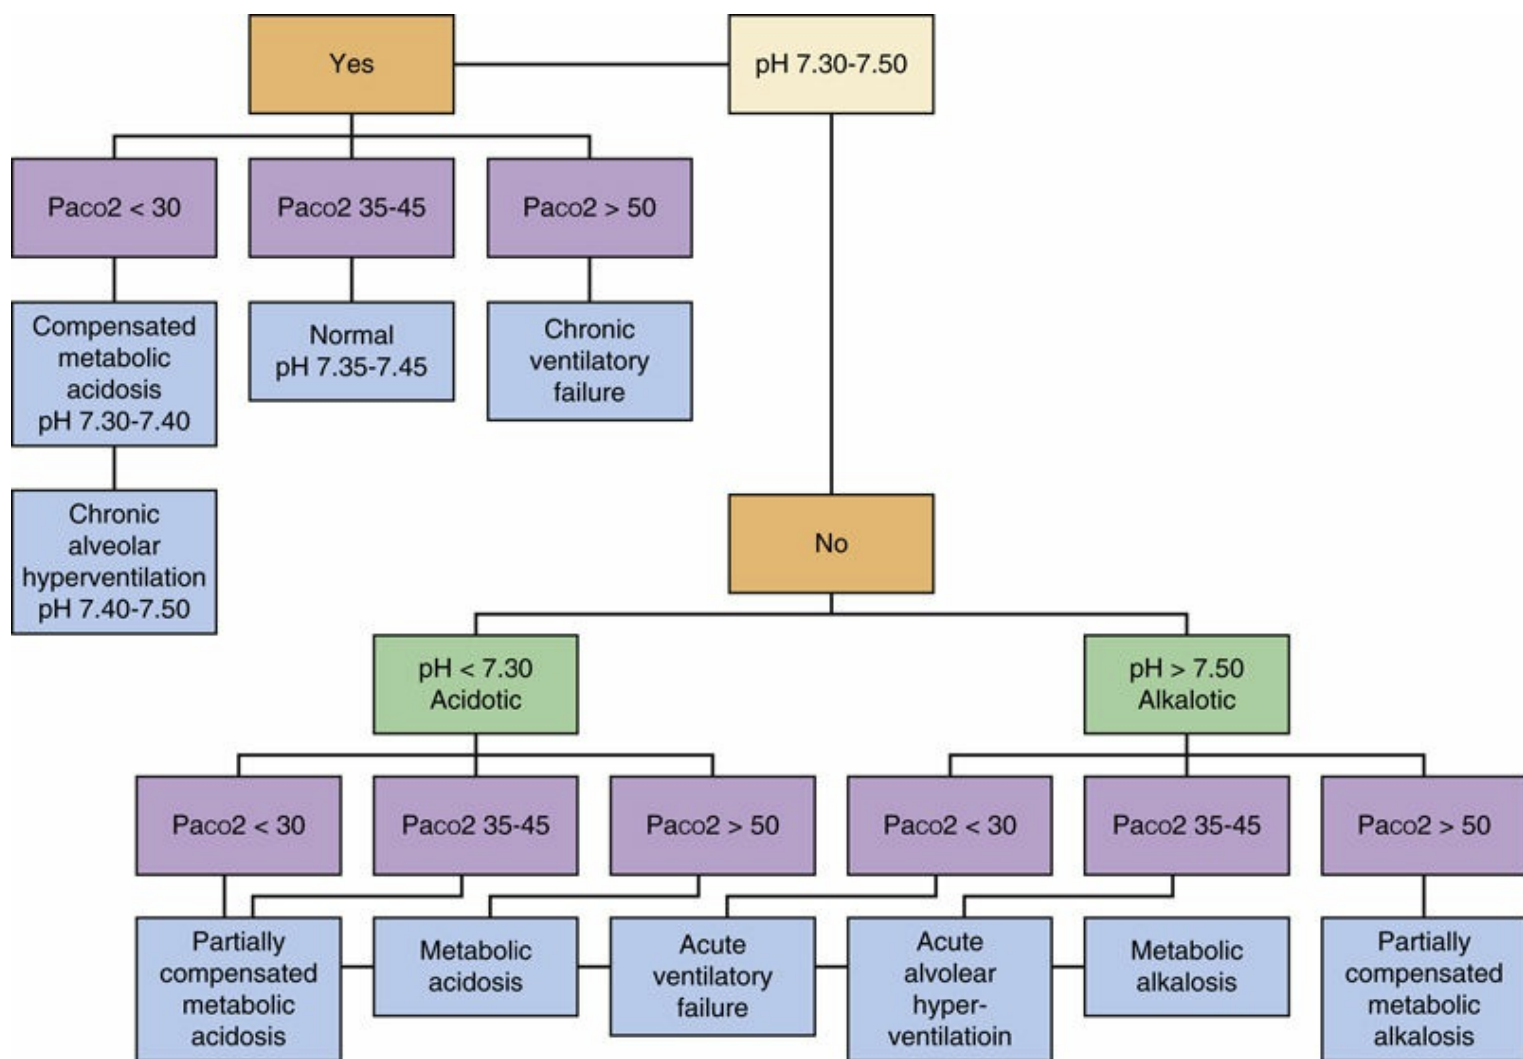 Yes
pH 7.30-7.50
Paco2 < 30
Paco2 35-45
Paco2 > 50
Compensated
metabolic
acidosis
pH 7.30-7.40
Normal
pH 7.35-7.45
Chronic
ventilatory
failure
Chronic
alveolar
hyperventilation
pH 7.40-7.50
No
pH < 7.30
Acidotic
pH > 7.50
Alkalotic
Paco2 < 30
Paco2 35-45
Paco2 > 50
Paco2 < 30
Paco2 35-45
Paco2 > 50
Partially
compensated
metabolic
acidosis
Metabolic
acidosis
Acute
ventilatory
failure
Acute
alvolear
hyper-
ventilatioin
Metabolic
alkalosis
Partially
compensated
metabolic
alkalosis